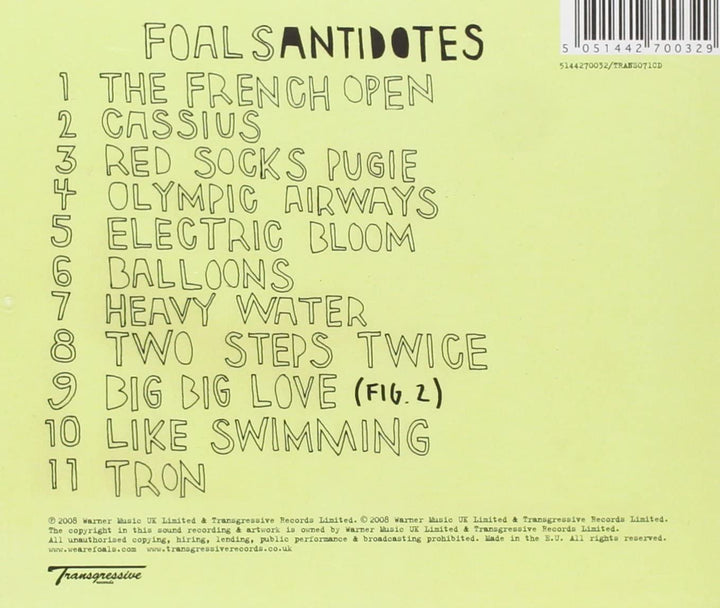 FOALS ANTIDOTES
5 051442 700329
5144270032/TRANS071CD
1 THE FRENCH OPEN
2 CASSIUS
3 RED SOCKS PUGIE
4 OLYMPIC AIRWAYS
5 ELECTRIC BLOOM
6 BALLOONS
7 HEAVY WATER
8 TWO STEPS TWICE
9 BIG BIG LOVE (FIG. 2)
10 LIKE SWIMMING
11 TRON
℗ 2008 Warner Music UK Limited & Transgressive Records Limited. © 2008 Warner Music UK Limited & Transgressive Records Limited.
The copyright in this sound recording & artwork is owned by Warner Music UK Limited & Transgressive Records Limited.
All unauthorised copying, hiring, lending, public performance & broadcasting prohibited. Made in the E.U. All rights reserved.
www.wearefoals.com www.transgressiverecords.co.uk
Transgressive
records